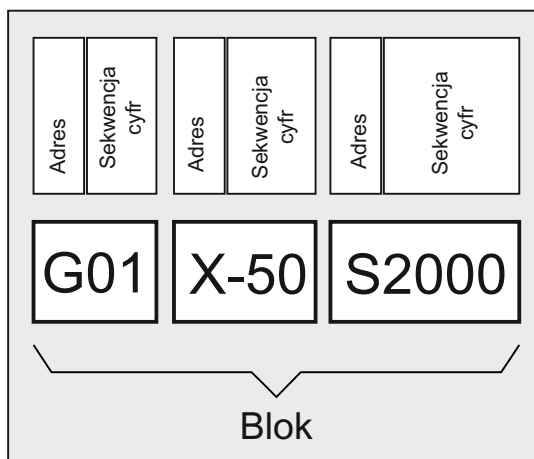 Adres
Sekwencja
cyfr
Adres
Sekwencja
cyfr
Adres
Sekwencja
cyfr
G01
X-50
S2000
Blok